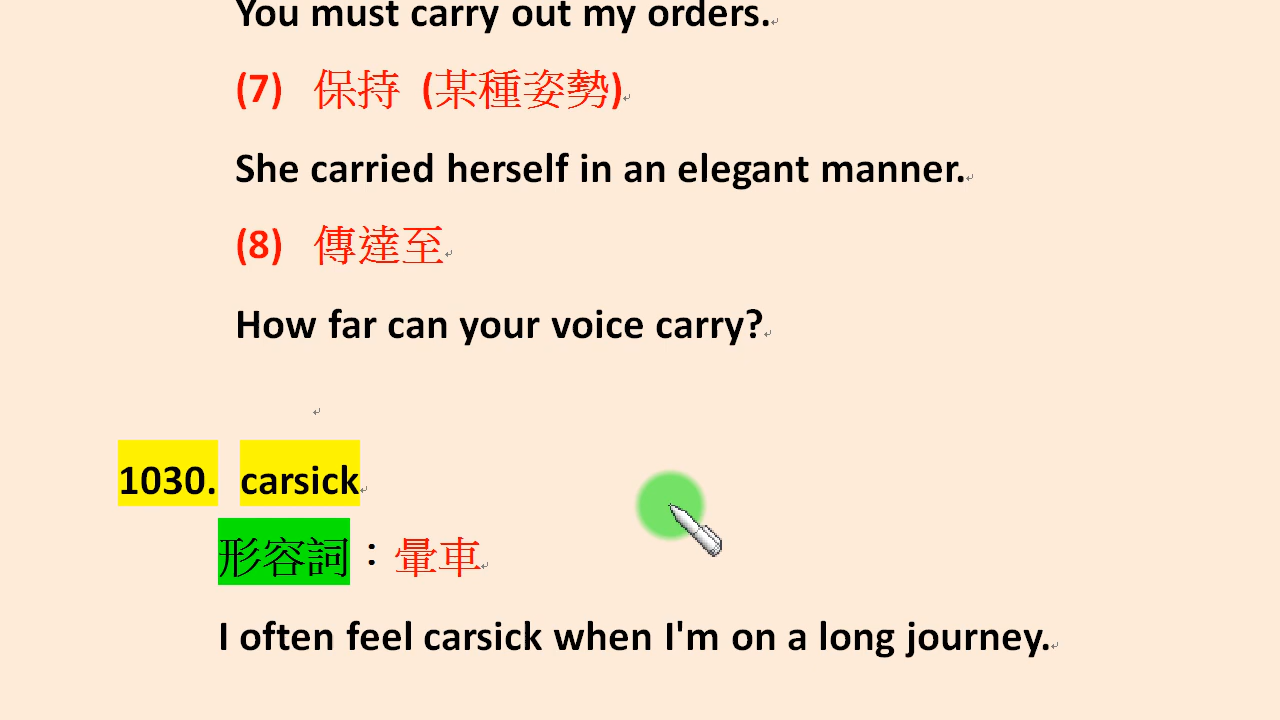 You must carry out my orders.
(7) 保持 (某種姿勢)
She carried herself in an elegant manner.
(8) 傳達至
How far can your voice carry?
1030. carsick
形容詞：暈車
I often feel carsick when I'm on a long journey.